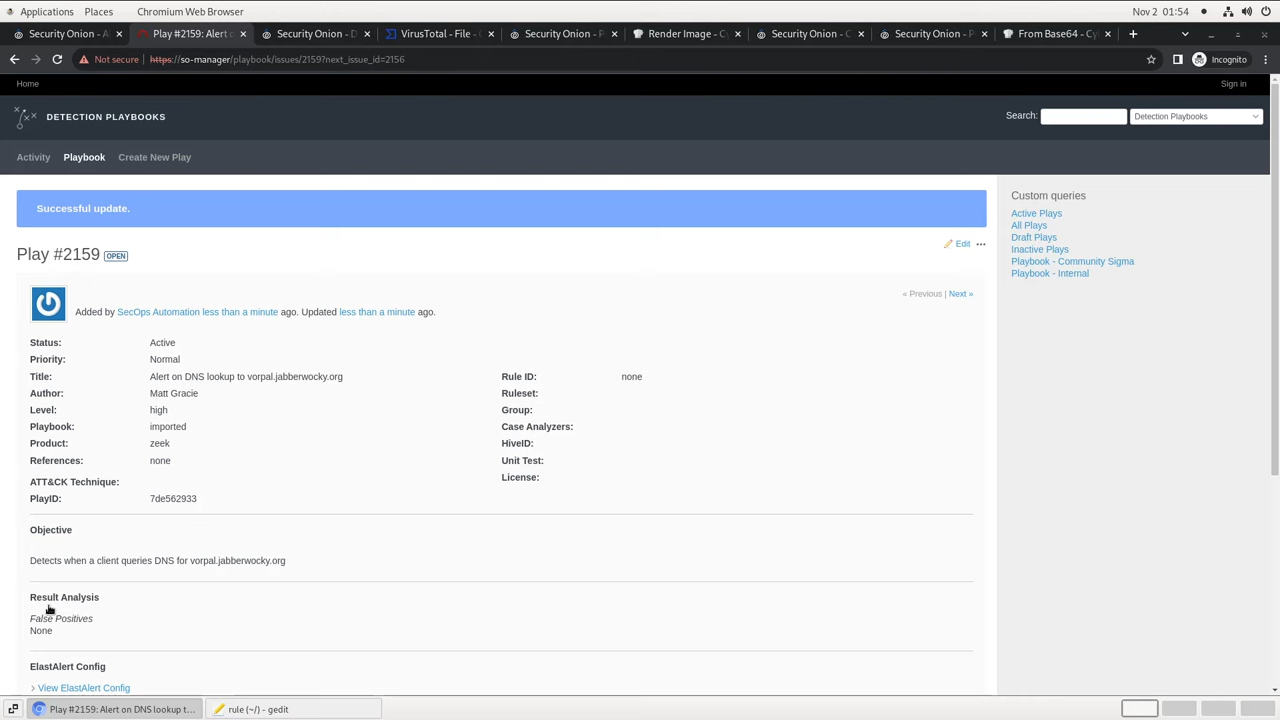 Applications Places Chromium Web Browser Nov 2 01:54
Security Onion - A Play #2159: Alert Security Onion - D VirusTotal - File - Security Onion - P Render Image - Cy Security Onion - C Security Onion - P From Base64 - Cyb
Not secure https://so-manager/playbook/issues/2159?next_issue_id=2156 Incognito
Home Sign in
DETECTION PLAYBOOKS Search: Detection Playbooks
Activity Playbook Create New Play
Successful update.
Custom queries
Active Plays
All Plays
Draft Plays
Inactive Plays
Playbook - Community Sigma
Playbook - Internal
Play #2159 OPEN Edit
« Previous | Next »
Added by SecOps Automation less than a minute ago. Updated less than a minute ago.
Status: Active
Priority: Normal
Title: Alert on DNS lookup to vorpal.jabberwocky.org Rule ID: none
Author: Matt Gracie Ruleset:
Level: high Group:
Playbook: imported Case Analyzers:
Product: zeek HiveID:
References: none Unit Test:
License:
ATT&CK Technique:
PlayID: 7de562933
Objective
Detects when a client queries DNS for vorpal.jabberwocky.org
Result Analysis
False Positives
None
ElastAlert Config
View ElastAlert Config
Play #2159: Alert on DNS lookup t... rule (~/) - gedit